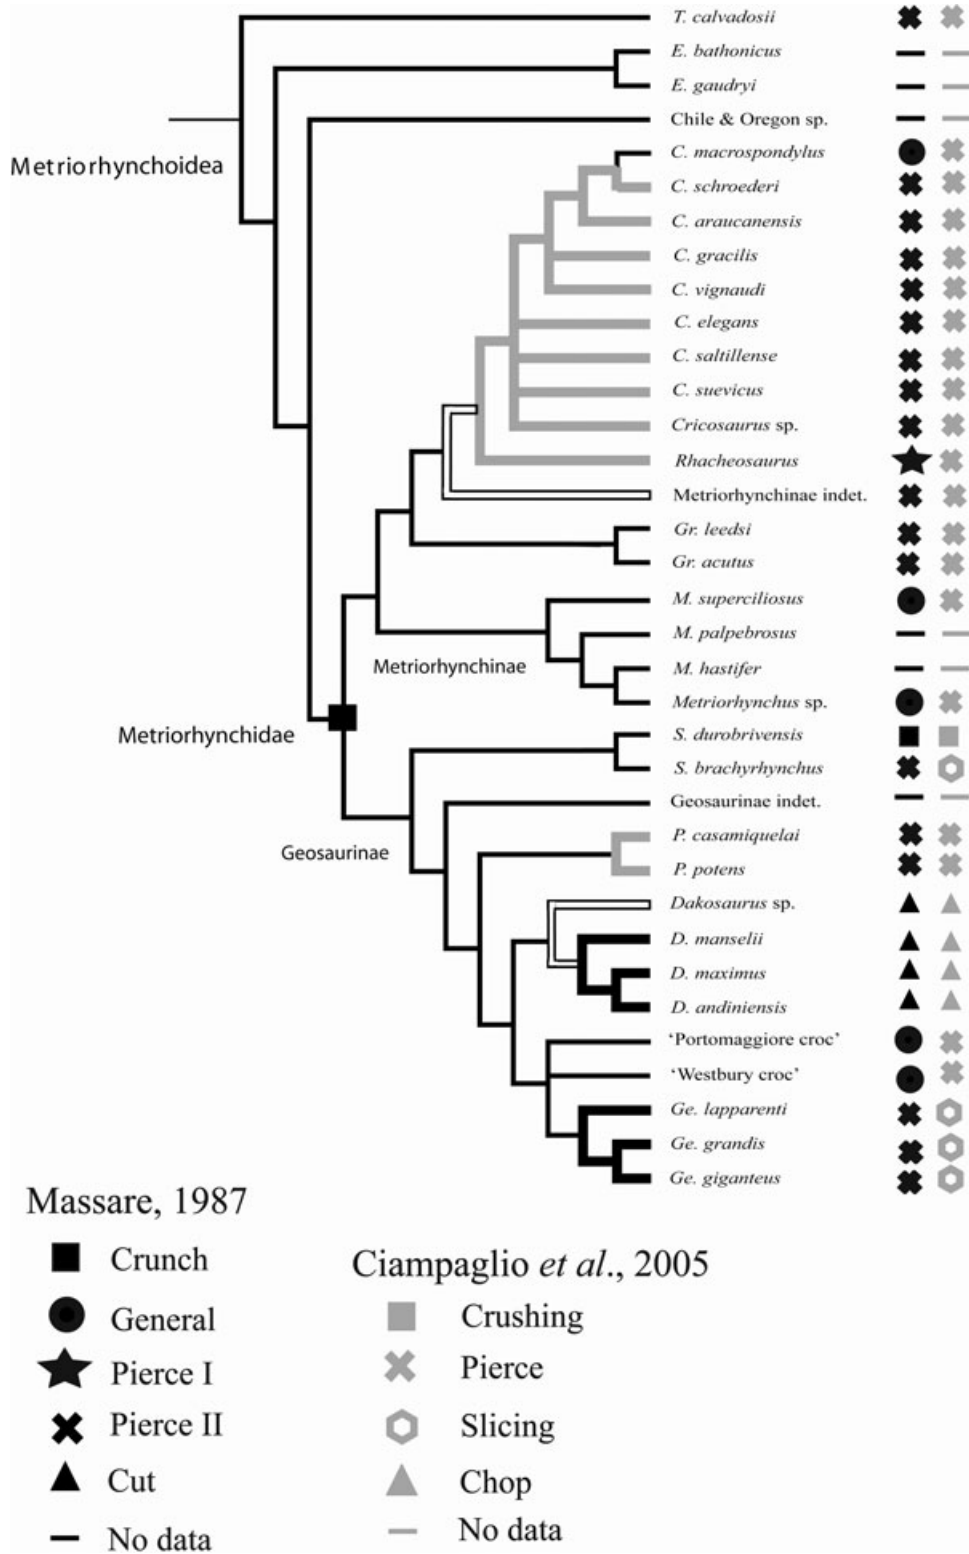 T. calvadosii
E. bathonicus
E. gaudryi
Chile & Oregon sp.
Metriorhynchoidea
C. macrospondylus
C. schroederi
C. araucanensis
C. gracilis
C. vignaudi
C. elegans
C. saltillense
C. suevicus
Cricosaurus sp.
Rhacheosaurus
Metriorhynchinae indet.
Gr. leedsi
Gr. acutus
M. superciliosus
M. palpebrosus
Metriorhynchinae
M. hastifer
Metriorhynchus sp.
Metriorhynchidae
S. durobrivensis
S. brachyrhynchus
Geosaurinae indet.
P. casamiquelai
Geosaurinae
P. potens
Dakosaurus sp.
D. manselii
D. maximus
D. andiniensis
‘Portomaggiore croc’
‘Westbury croc’
Ge. lapparenti
Ge. grandis
Ge. giganteus
Massare, 1987
Crunch
General
Pierce I
Pierce II
Cut
No data
Ciampaglio et al., 2005
Crushing
Pierce
Slicing
Chop
No data